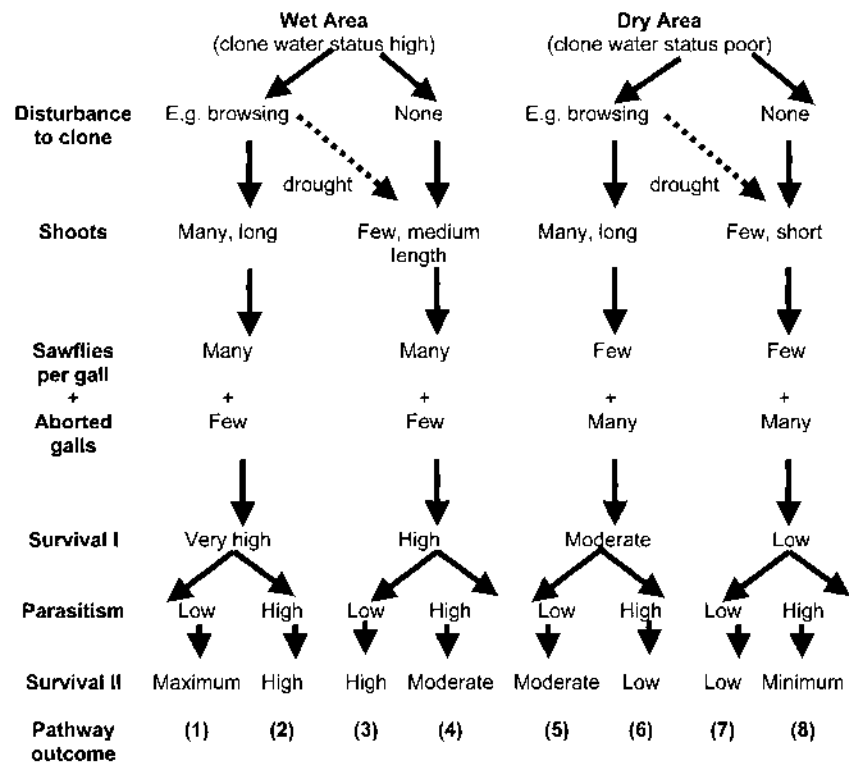 Wet Area Dry Area
(clone water status high) (clone water status poor)
Disturbance to clone E.g. browsing None E.g. browsing None
drought drought
Shoots Many, long Few, medium length Many, long Few, short
Sawflies per gall Many Many Few Few
+ + + + +
Aborted galls Few Few Many Many
Survival I Very high High Moderate Low
Parasitism Low High Low High Low High Low High
Survival II Maximum High High Moderate Moderate Low Low Minimum
Pathway outcome (1) (2) (3) (4) (5) (6) (7) (8)